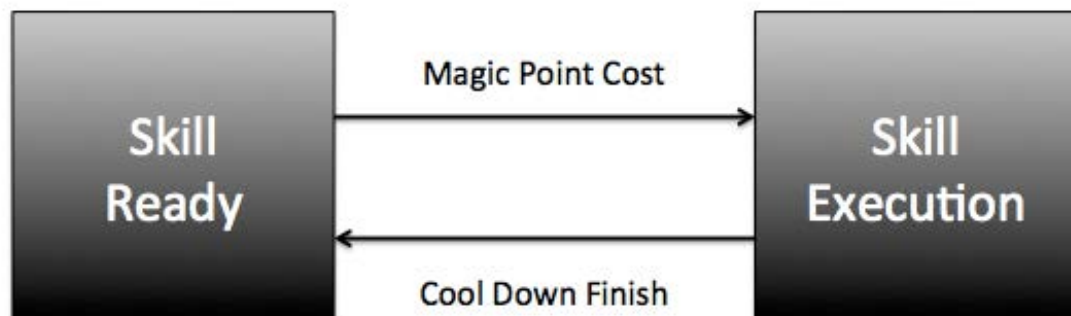 Skill
Ready
Magic Point Cost
Cool Down Finish
Skill
Execution